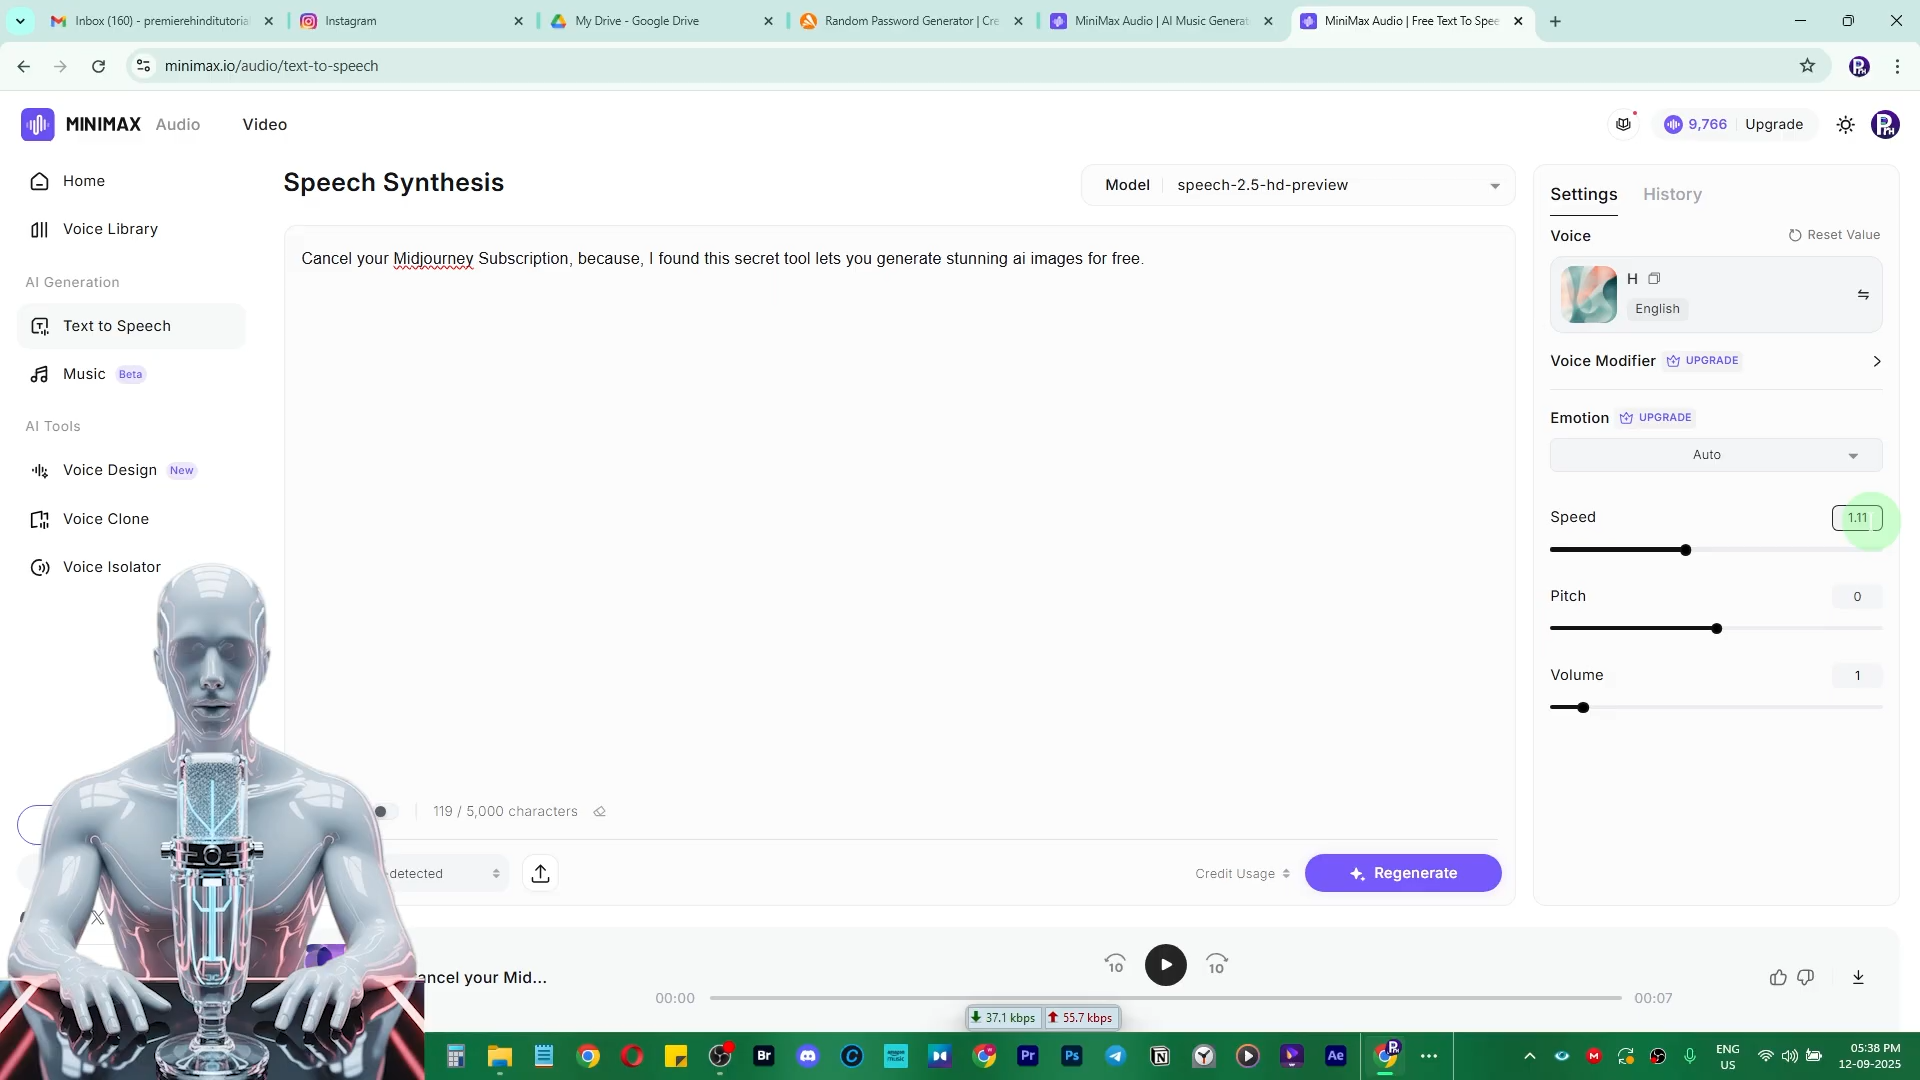 Inbox (160) - premierehinditutoria
Instagram
My Drive - Google Drive
Random Password Generator | Cre
MiniMax Audio | AI Music Generat
MiniMax Audio | Free Text To Spee
minimax.io/audio/text-to-speech
MINIMAX Audio Video
9,766 Upgrade
Home
Voice Library
AI Generation
Text to Speech
Music Beta
AI Tools
Voice Design New
Voice Clone
Voice Isolator
Speech Synthesis
Model speech-2.5-hd-preview
Cancel your Midjourney Subscription, because, I found this secret tool lets you generate stunning ai images for free.
119 / 5,000 characters
-detected
Credit Usage
Regenerate
Settings History
Voice Reset Value
H
English
Voice Modifier UPGRADE
Emotion UPGRADE
Auto
Speed 1.11
Pitch 0
Volume 1
ancel your Mid...
10 10
00:00 00:07
37.1 kbps 55.7 kbps
Br
Pr
Ps
Ae
ENG
US
05:38 PM
12-09-2025